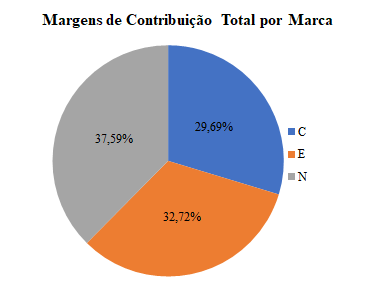 Margens de Contribuição Total por Marca
29,69%
C
37,59%
E
N
32,72%